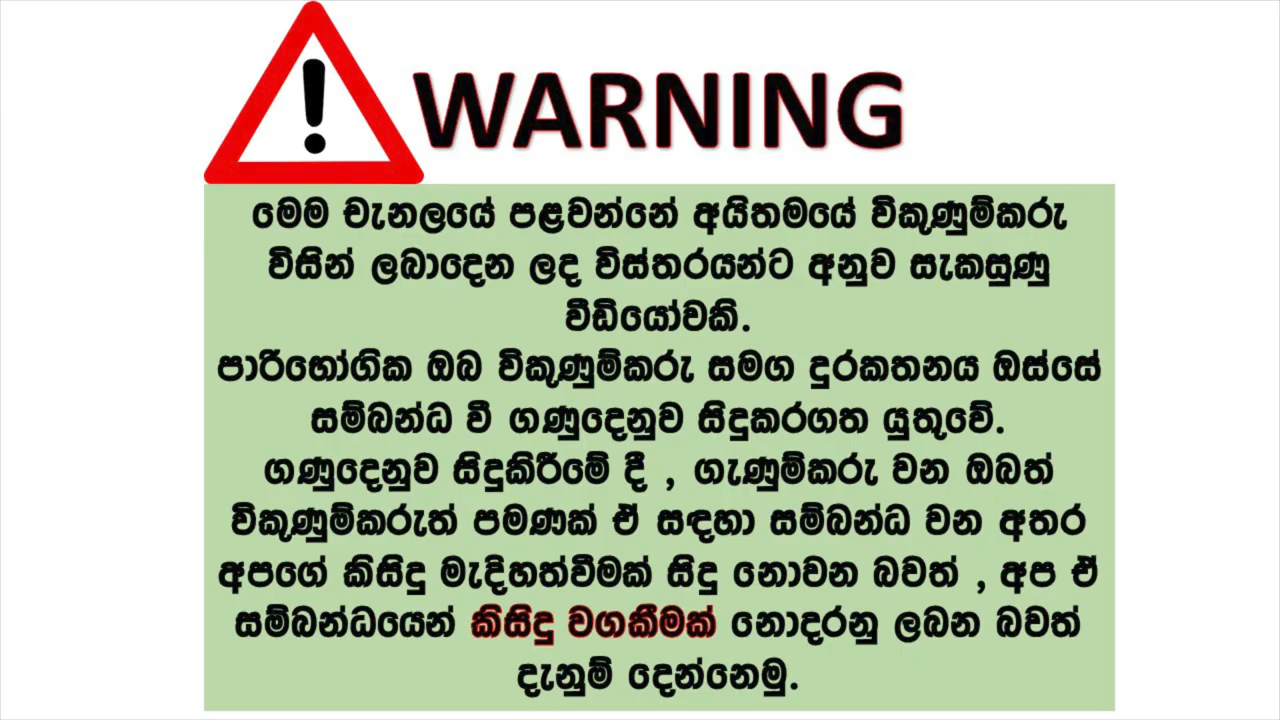 WARNING
මෙම චැනලයේ පළවන්නේ අයිතමයේ විකුණුම්කරු
විසින් ලබාදෙන ලද විස්තරයන්ට අනුව සැකසුණු
වීඩියෝවකි.
පාරිභෝගික ඔබ විකුණුම්කරු සමග දුරකතනය ඔස්සේ
සම්බන්ධ වී ගණුදෙනුව සිදුකරගත යුතුවේ.
ගණුදෙනුව සිදුකිරීමේ දී , ගැණුම්කරු වන ඔබත්
විකුණුම්කරුත් පමණක් ඒ සඳහා සම්බන්ධ වන අතර
අපගේ කිසිදු මැදිහත්වීමක් සිදු නොවන බවත් , අප ඒ
සම්බන්ධයෙන් කිසිදු වගකීමක් නොදරනු ලබන බවත්
දැනුම් දෙන්නෙමු.